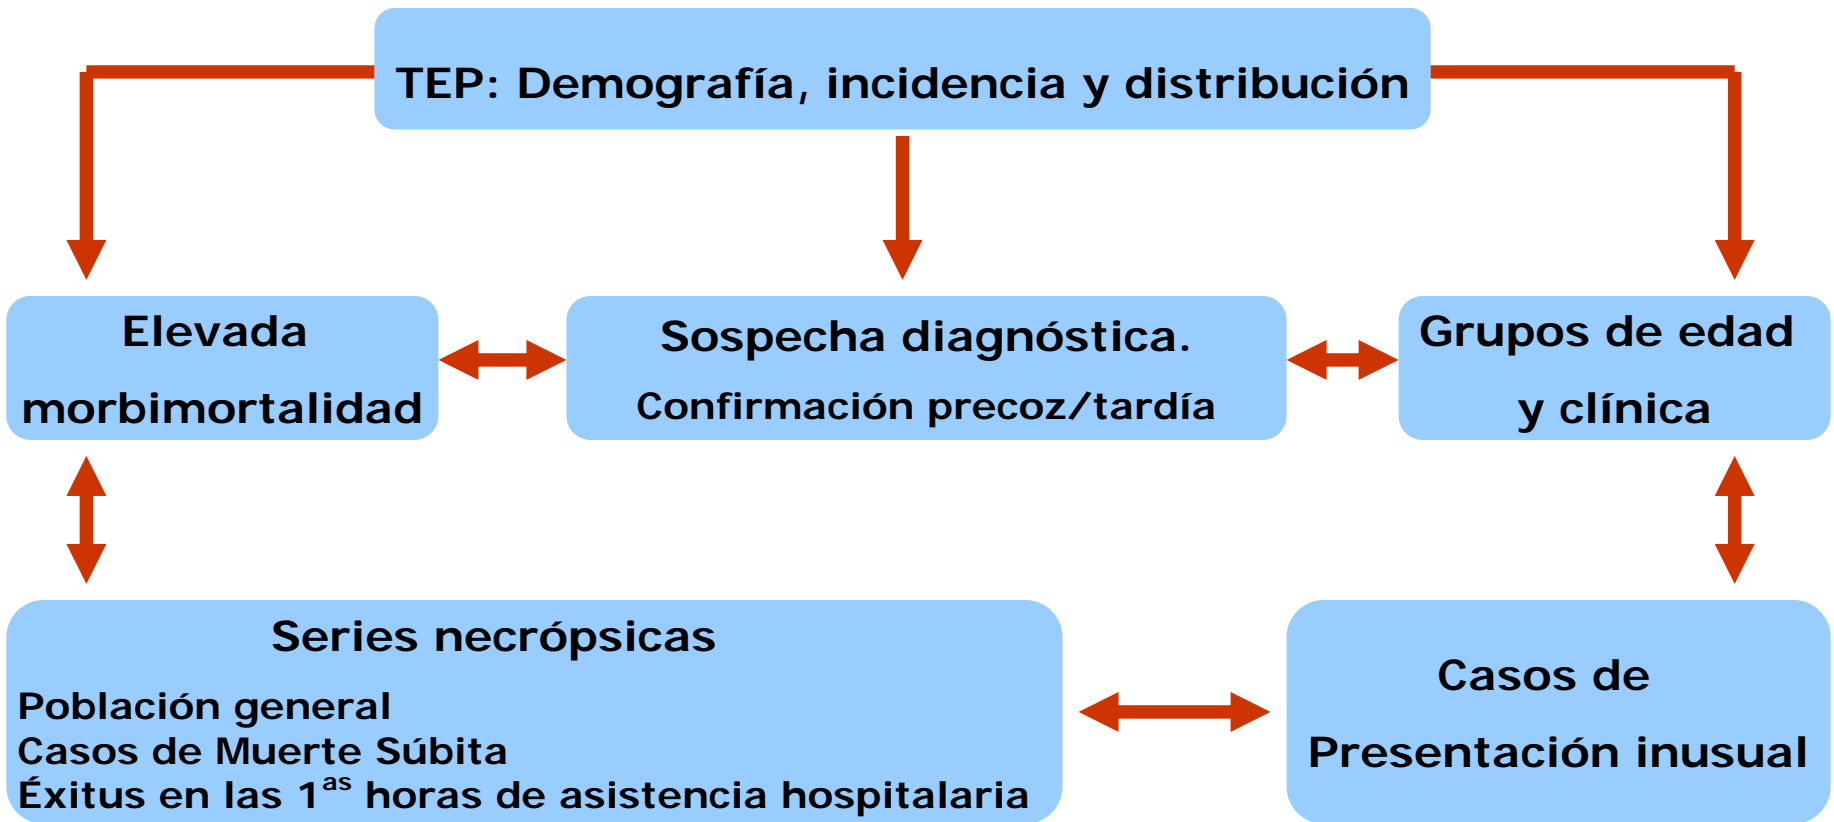 TEP: Demografía, incidencia y distribución
Elevada
morbimortalidad
Sospecha diagnóstica.
Confirmación precoz/tardía
Grupos de edad
y clínica
Series necrópsicas
Población general
Casos de Muerte Súbita
Éxitus en las 1as horas de asistencia hospitalaria
Casos de
Presentación inusual